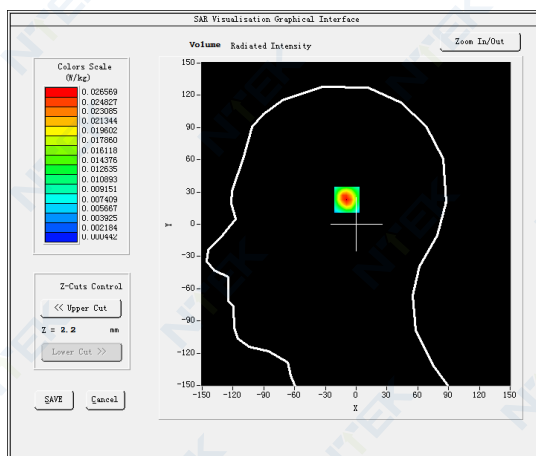 SAR Visualisation Graphical Interface
Volume Radiated Intensity
Zoom In/Out
Colors Scale
(W/kg)
0.026569
0.024827
0.023085
0.021344
0.019602
0.016118
0.014376
0.012635
0.010893
0.009151
0.007409
0.005667
0.003925
0.002184
0.000442
Z-Cuts Control
<< Upper Cut
Z = 2.2 mm
Lower Cut >>
SAVE Cancel
150
120
90
60
30
0
-30
-60
-90
-120
-150
Y
-150 -120 -90 -60 -30 0 30 60 90 120 150
X
NTEK